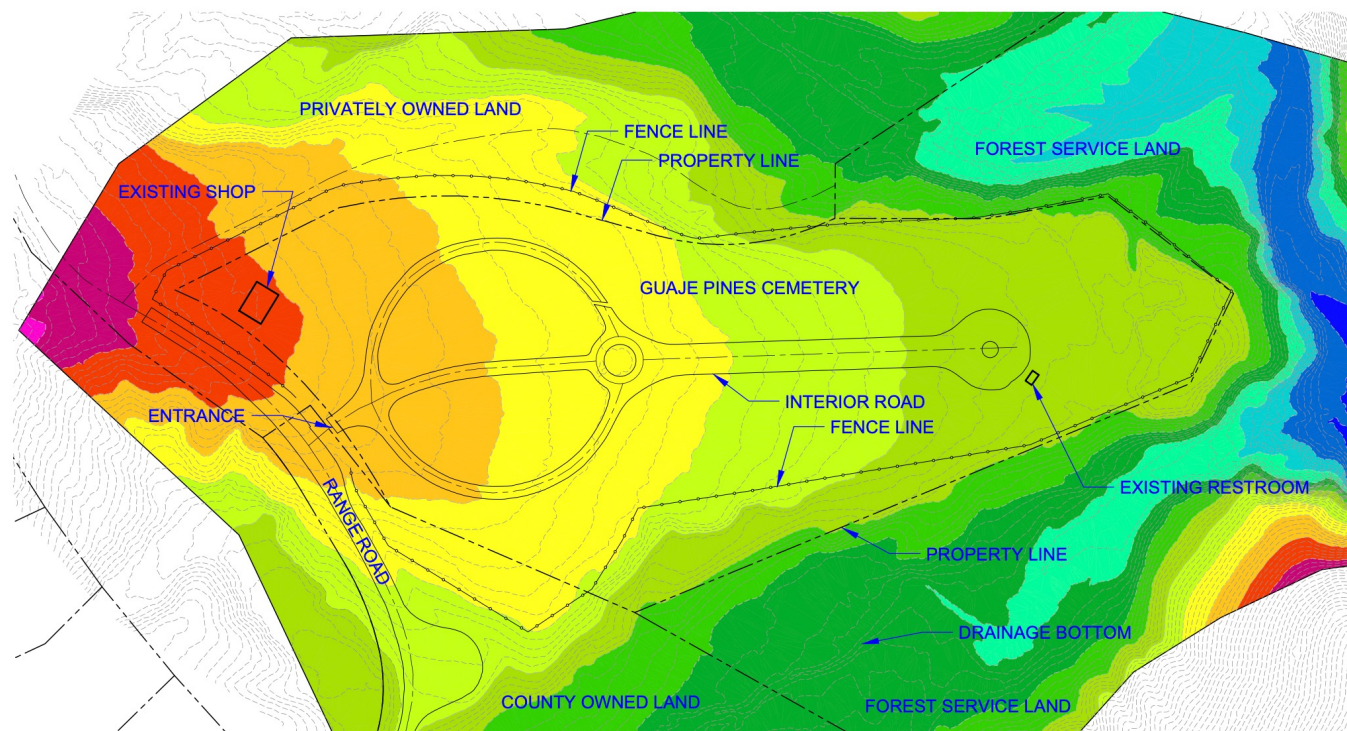 PRIVATELY OWNED LAND
FENCE LINE
PROPERTY LINE
FOREST SERVICE LAND
EXISTING SHOP
GUAJE PINES CEMETERY
INTERIOR ROAD
ENTRANCE
FENCE LINE
EXISTING RESTROOM
RANGE ROAD
PROPERTY LINE
DRAINAGE BOTTOM
COUNTY OWNED LAND
FOREST SERVICE LAND